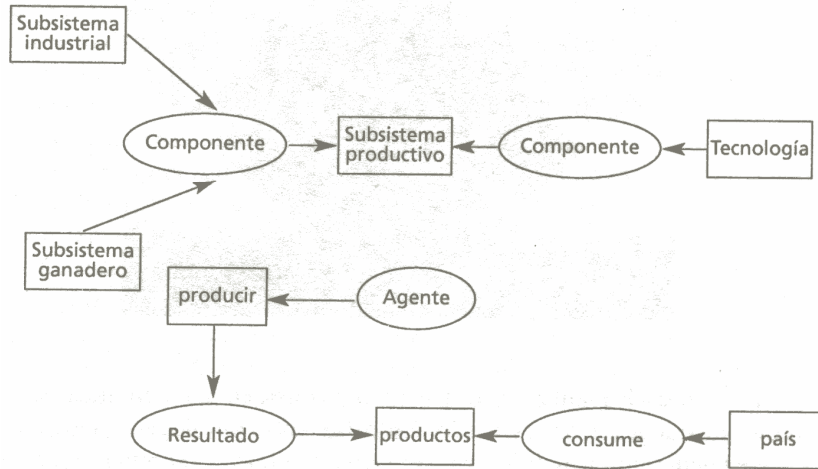 Subsistema
industrial
Componente
Subsistema
productivo
Componente
Tecnología
Subsistema
ganadero
producir
Agente
Resultado
productos
consume
país